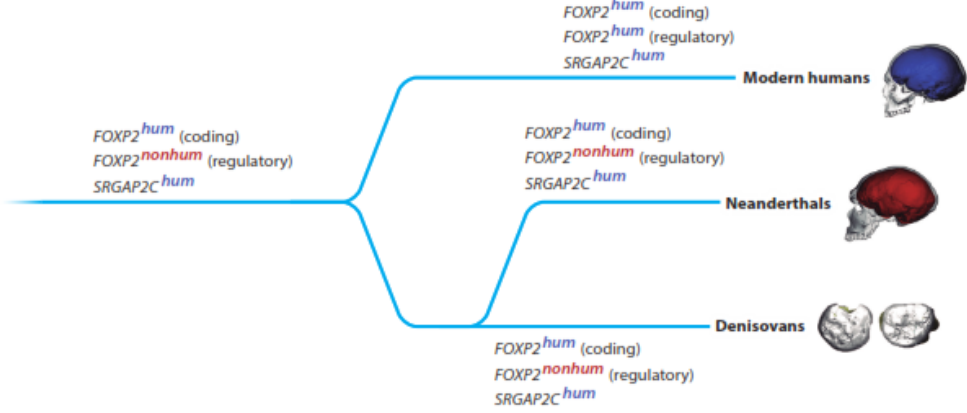 FOXP2hum (coding)
FOXP2hum (regulatory)
SRGAP2Chum
Modern humans
FOXP2hum (coding)
FOXP2nonhum (regulatory)
SRGAP2Chum
FOXP2hum (coding)
FOXP2nonhum (regulatory)
SRGAP2Chum
Neanderthals
Denisovans
FOXP2hum (coding)
FOXP2nonhum (regulatory)
SRGAP2Chum